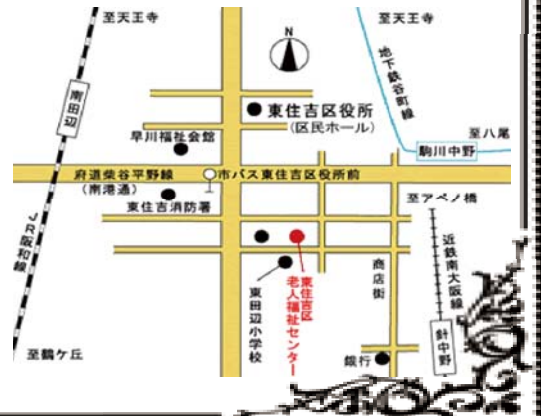 至天王寺
至天王寺
地下鉄谷町線
南田辺
東住吉区役所
(区民ホール)
早川福祉会館
至八尾
駒川中野
府道柴谷平野線
(南港通)
市バス東住吉区役所前
東住吉消防署
至アベノ橋
JR阪和線
近鉄南大阪線
東住吉区
老人福祉センター
東田辺小学校
商店街
針中野
至鶴ケ丘
銀行